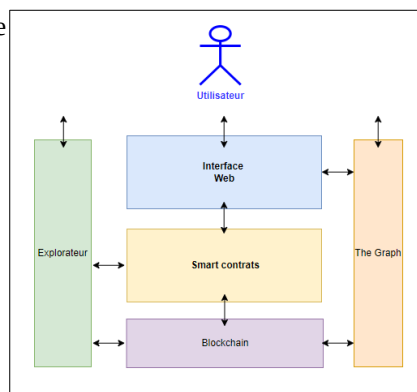 e
Utilisateur
Interface
Web
Explorateur
Smart contrats
The Graph
Blockchain